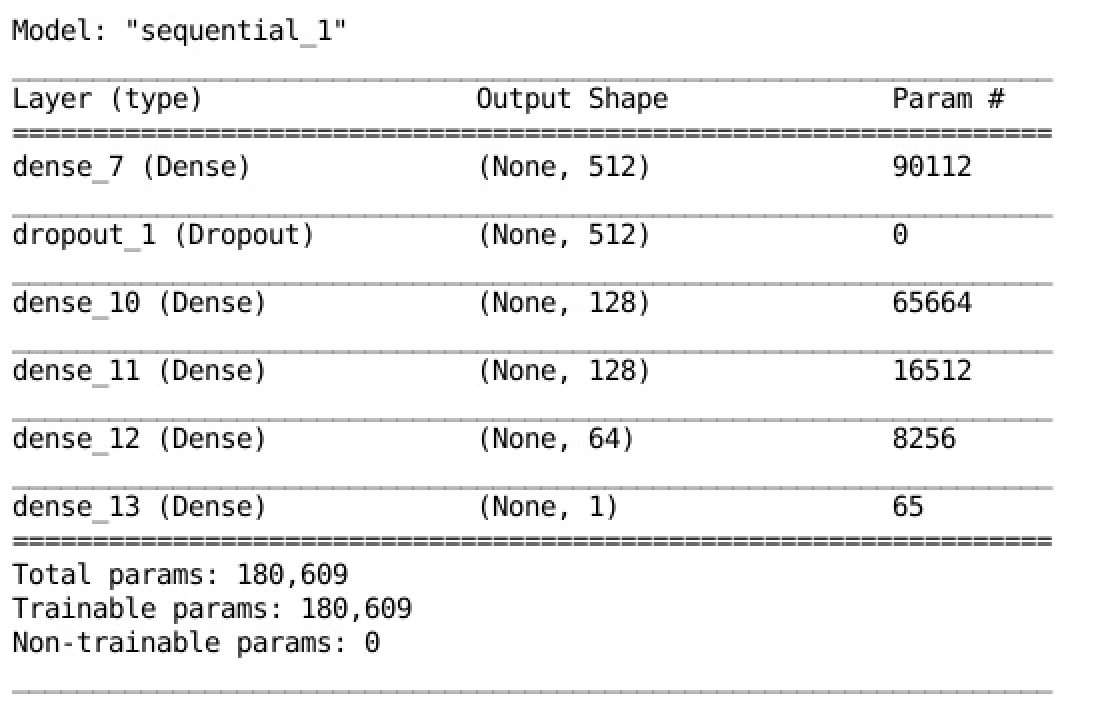 Model: "sequential_1"
Layer (type) Output Shape Param #
dense_7 (Dense) (None, 512) 90112
dropout_1 (Dropout) (None, 512) 0
dense_10 (Dense) (None, 128) 65664
dense_11 (Dense) (None, 128) 16512
dense_12 (Dense) (None, 64) 8256
dense_13 (Dense) (None, 1) 65
Total params: 180,609
Trainable params: 180,609
Non-trainable params: 0